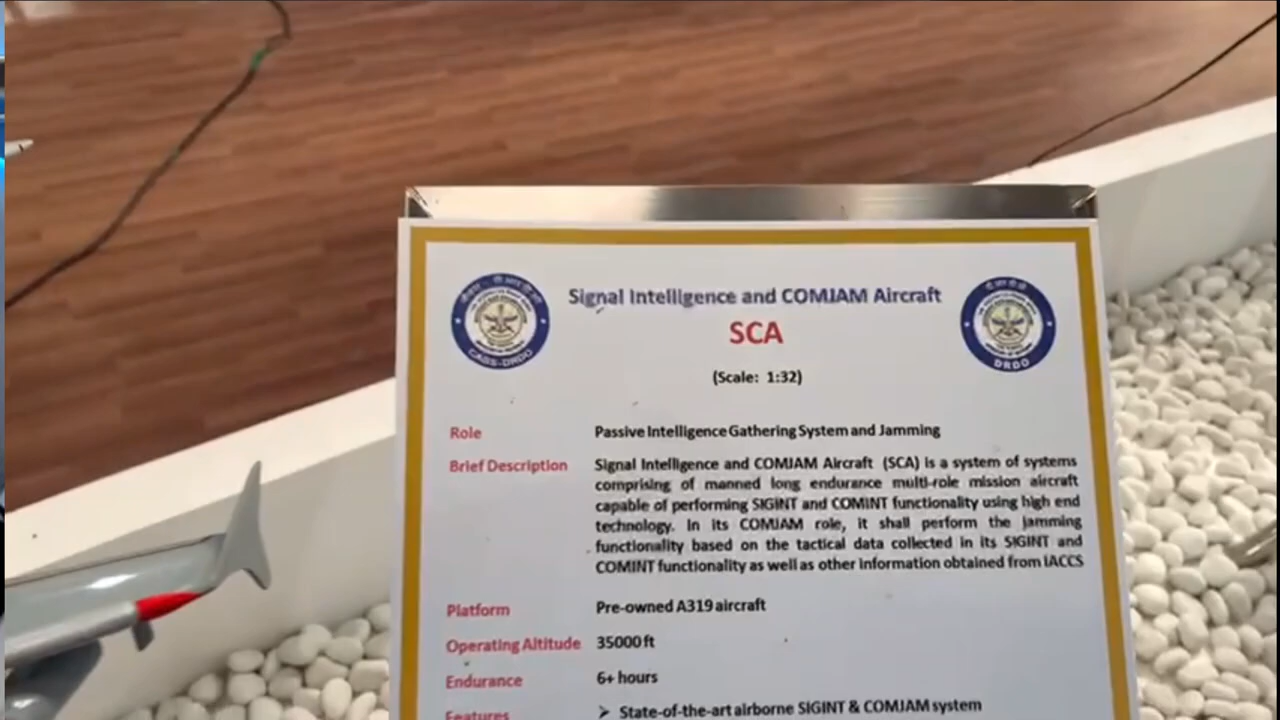 Signal Intelligence and COMJAM Aircraft
SCA
(Scale: 1:32)
CABS-DRDO
DRDO
Role Passive Intelligence Gathering System and Jamming
Brief Description Signal Intelligence and COMJAM Aircraft (SCA) is a system of systems
comprising of manned long endurance multi-role mission aircraft
capable of performing SIGINT and COMINT functionality using high end
technology. In its COMJAM role, it shall perform the jamming
functionality based on the tactical data collected in its SIGINT and
COMINT functionality as well as other information obtained from IACCS
Platform Pre-owned A319 aircraft
Operating Altitude 35000 ft
Endurance 6+ hours
Features ➢ State-of-the-art airborne SIGINT & COMJAM system